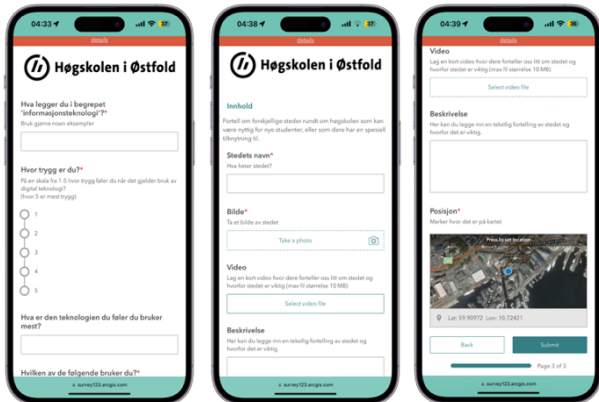 04:33
37
details
Høgskolen i Østfold
Hva legger du i begrepet
'informasjonsteknologi'?*
Bruk gjerne noen eksempler
Hvor trygg er du?*
På en skala fra 1-5 hvor trygg føler du når det gjelder bruk av
digital teknologi?
(hvor 5 er mest trygg)
1
2
3
4
5
Hva er den teknologien du føler du bruker
mest?
Hvilken av de følgende bruker du?*
survey123.arcgis.com
04:38
details
Høgskolen i Østfold
Innhold
Fortell om forskjellige steder rundt om høgskolen som kan
være nyttig for nye studenter, eller som dere har en spesiell
tilknytning til.
Stedets navn*
Hva heter stedet?
Bilde*
Ta et bilde av stedet
Take a photo
Video
Lag en kort video hvor dere forteller oss litt om stedet og
hvorfor det er viktig (max fil størrelse 10 MB)
Select video file
Beskrivelse
Her kan du legge inn en tekstlig fortelling av stedet og
hvorfor det er viktig.
survey123.arcgis.com
04:39
details
Video
Lag en kort video hvor dere forteller oss litt om stedet og
hvorfor det er viktig (max fil størrelse 10 MB)
Select video file
Beskrivelse
Her kan du legge inn en tekstlig fortelling av stedet og
hvorfor det er viktig.
Posisjon*
Marker hvor det er på kartet
Press to set location
Lat: 59.90972 Lon: 10.72421
Back
Submit
Page 3 of 3
survey123.arcgis.com